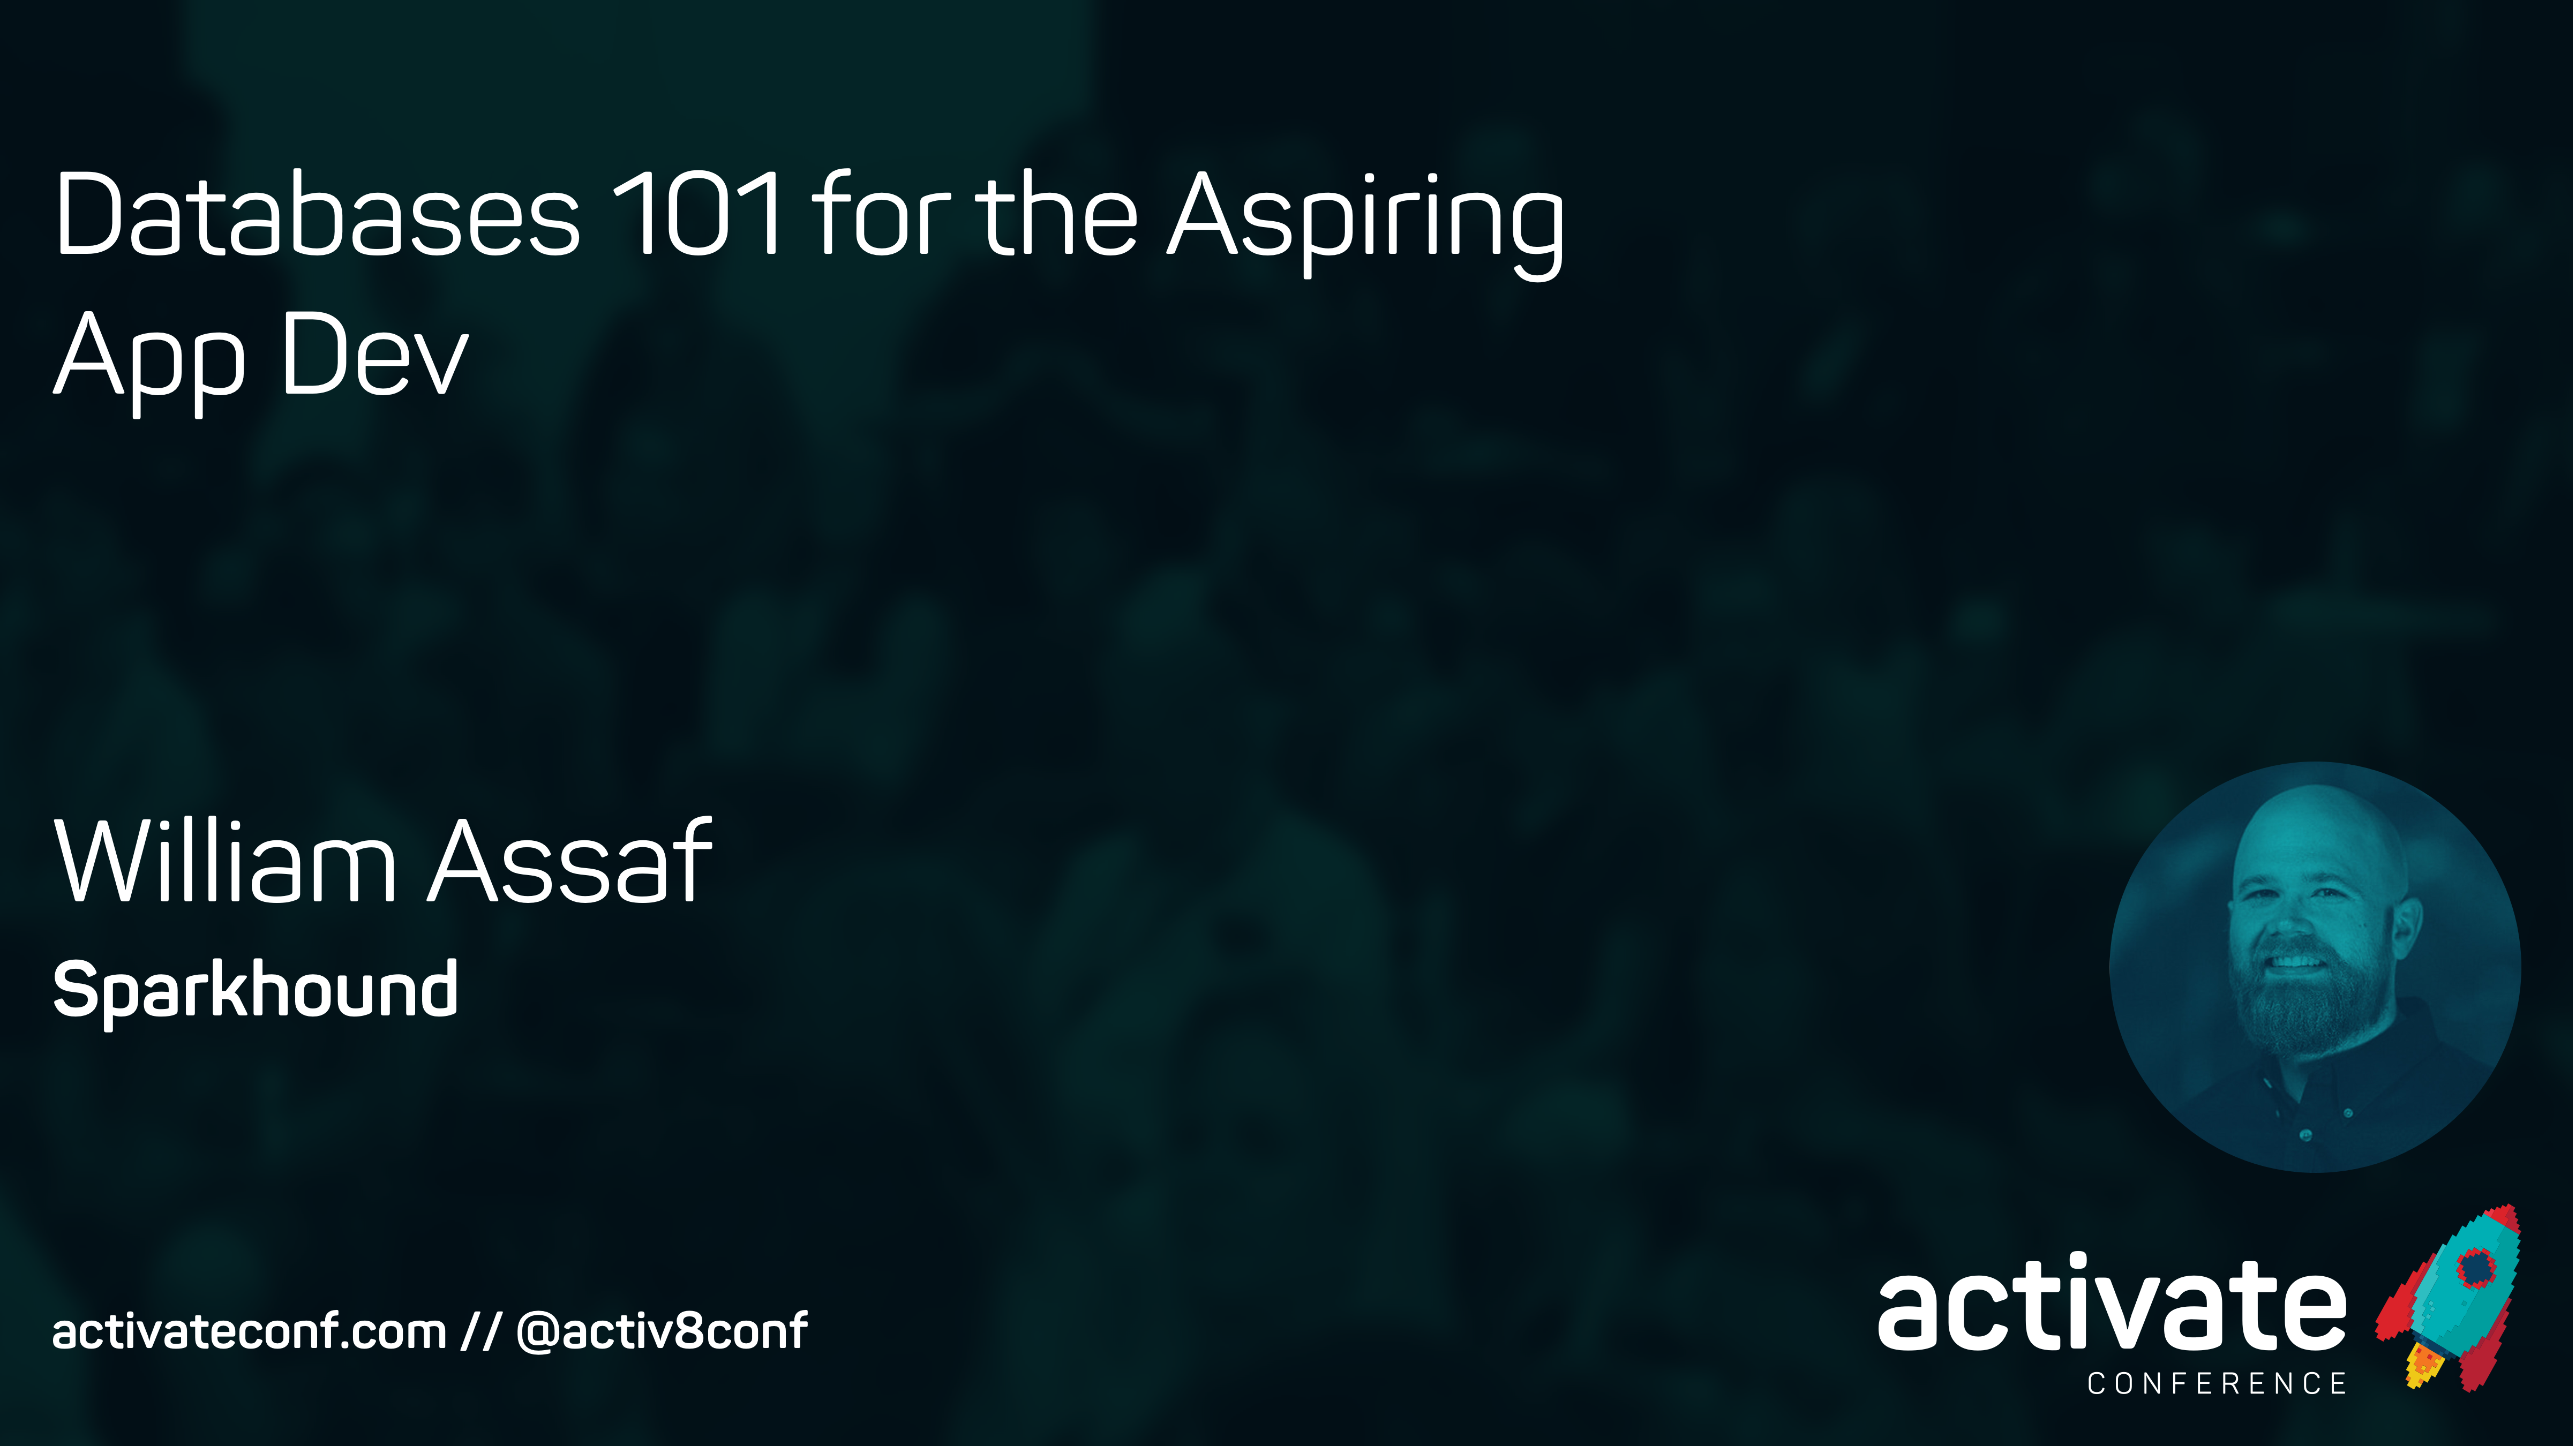 Databases 101 for the Aspiring
App Dev
William Assaf
Sparkhound
activateconf.com // @activ8conf
activate
CONFERENCE